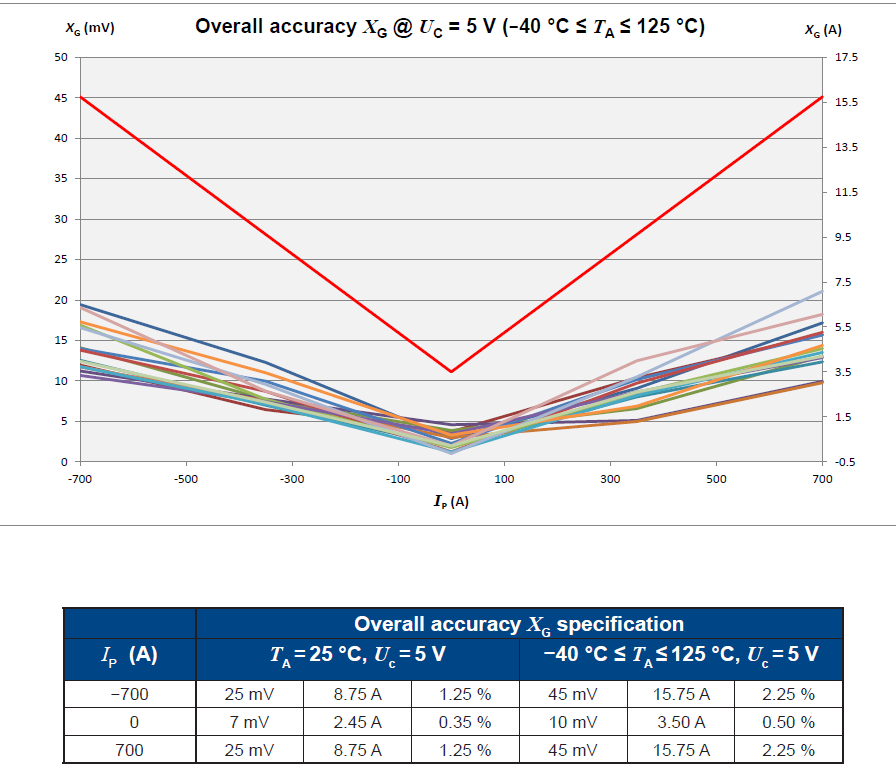 X_G (mV)
Overall accuracy X_G @ U_C = 5 V (−40 °C ≤ T_A ≤ 125 °C)
X_G (A)
50
17.5
45
15.5
40
13.5
35
11.5
30
9.5
25
7.5
20
5.5
15
3.5
10
1.5
5
0
-0.5
-700 -500 -300 -100 100 300 500 700
I_P (A)
Overall accuracy X_G specification
I_P (A) T_A = 25 °C, U_c = 5 V −40 °C ≤ T_A ≤ 125 °C, U_c = 5 V
−700 25 mV 8.75 A 1.25 % 45 mV 15.75 A 2.25 %
0 7 mV 2.45 A 0.35 % 10 mV 3.50 A 0.50 %
700 25 mV 8.75 A 1.25 % 45 mV 15.75 A 2.25 %